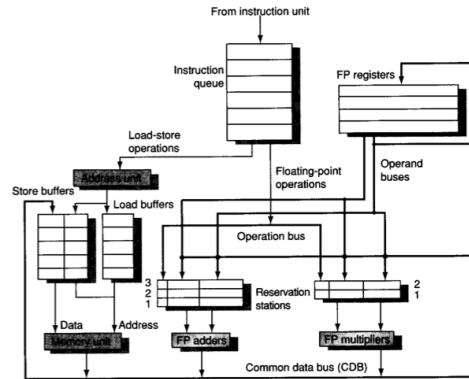 From instruction unit
Instruction
queue
FP registers
Load-store
operations
Address unit
Floating-point
operations
Operand
buses
Store buffers
Load buffers
Operation bus
3
2
1
Reservation
stations
2
1
Data
Address
Memory unit
FP adders
FP multipliers
Common data bus (CDB)